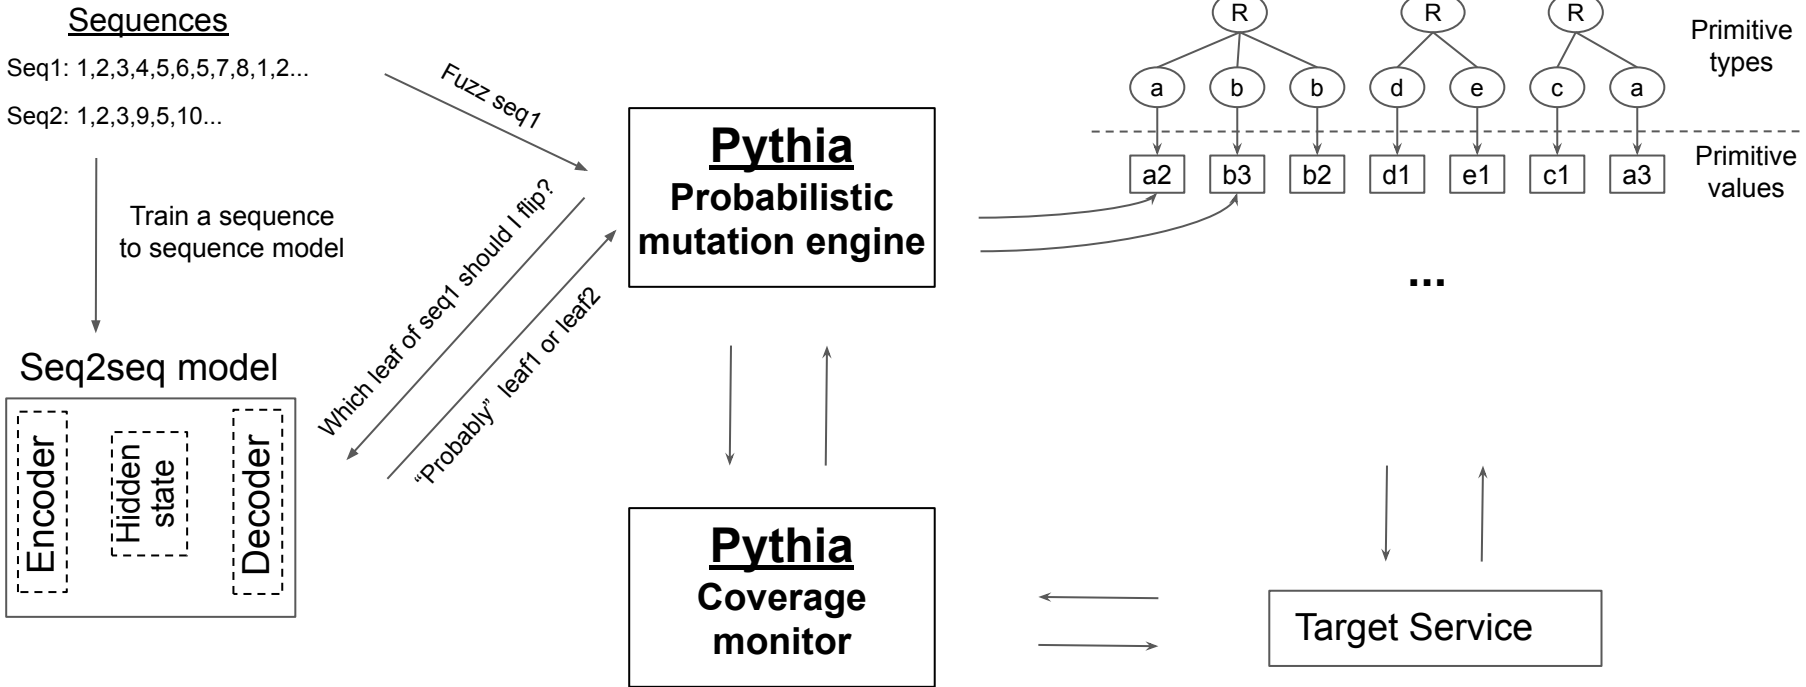 Sequences
Seq1: 1,2,3,4,5,6,5,7,8,1,2...
Seq2: 1,2,3,9,5,10...
Train a sequence
to sequence model
Seq2seq model
Encoder
Hidden
state
Decoder
Fuzz seq1
Which leaf of seq1 should I flip?
“Probably” leaf1 or leaf2
Pythia
Probabilistic
mutation engine
Pythia
Coverage
monitor
R R R
a b b d e c a
Primitive
types
a2 b3 b2 d1 e1 c1 a3
Primitive
values
...
Target Service